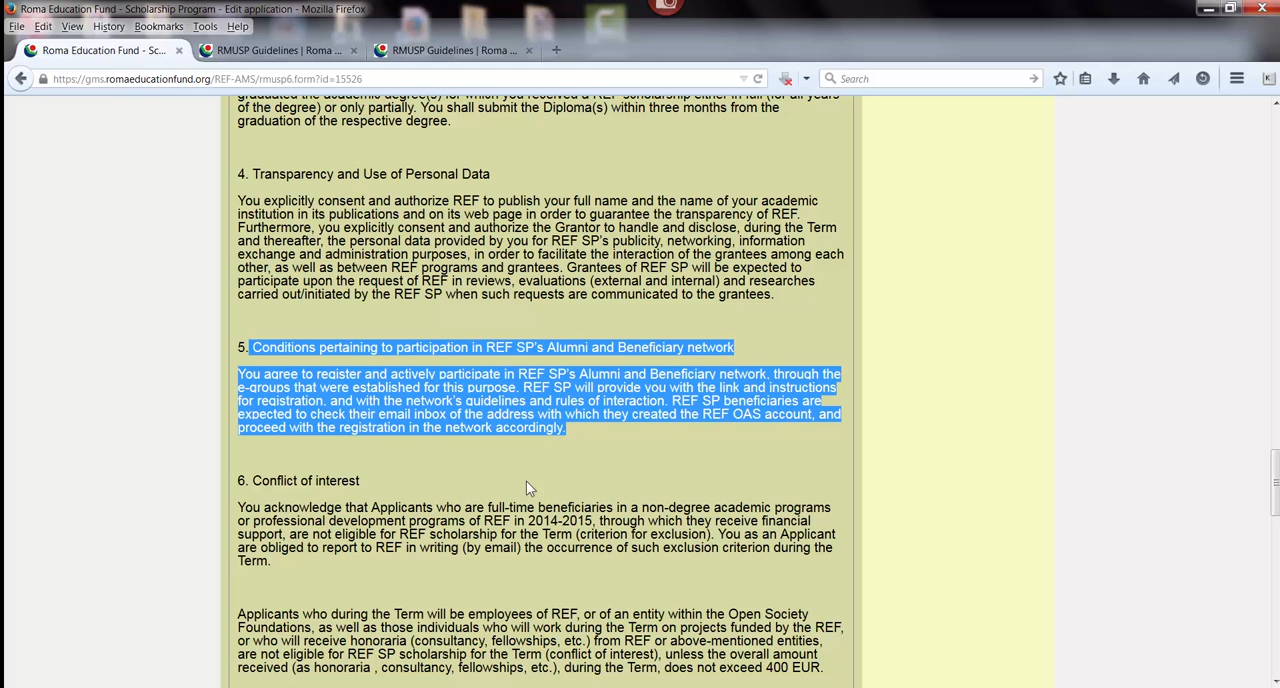 Roma Education Fund - Scholarship Program - Edit application - Mozilla Firefox
File Edit View History Bookmarks Tools Help
Roma Education Fund - Sc... × RMUSP Guidelines | Roma ... × RMUSP Guidelines | Roma ... × +
https://gms.romaeducationfund.org/REF-AMS/rmusp6.form?id=15526 Search
of the degree) or only partially. You shall submit the Diploma(s) within three months from the
graduation of the respective degree.
4. Transparency and Use of Personal Data
You explicitly consent and authorize REF to publish your full name and the name of your academic
institution in its publications and on its web page in order to guarantee the transparency of REF.
Furthermore, you explicitly consent and authorize the Grantor to handle and disclose, during the Term
and thereafter, the personal data provided by you for REF SP's publicity, networking, information
exchange and administration purposes, in order to facilitate the interaction of the grantees among each
other, as well as between REF programs and grantees. Grantees of REF SP will be expected to
participate upon the request of REF in reviews, evaluations (external and internal) and researches
carried out/initiated by the REF SP when such requests are communicated to the grantees.
5. Conditions pertaining to participation in REF SP's Alumni and Beneficiary network
You agree to register and actively participate in REF SP's Alumni and Beneficiary network, through the
e-groups that were established for this purpose. REF SP will provide you with the link and instructions
for registration, and with the network's guidelines and rules of interaction. REF SP beneficiaries are
expected to check their email inbox of the address with which they created the REF OAS account, and
proceed with the registration in the network accordingly.
6. Conflict of interest
You acknowledge that Applicants who are full-time beneficiaries in a non-degree academic programs
or professional development programs of REF in 2014-2015, through which they receive financial
support, are not eligible for REF scholarship for the Term (criterion for exclusion). You as an Applicant
are obliged to report to REF in writing (by email) the occurrence of such exclusion criterion during the
Term.
Applicants who during the Term will be employees of REF, or of an entity within the Open Society
Foundations, as well as those individuals who will work during the Term on projects funded by the REF,
or who will receive honoraria (consultancy, fellowships, etc.) from REF or above-mentioned entities,
are not eligible for REF SP scholarship for the Term (conflict of interest), unless the overall amount
received (as honoraria , consultancy, fellowships, etc.), during the Term, does not exceed 400 EUR.